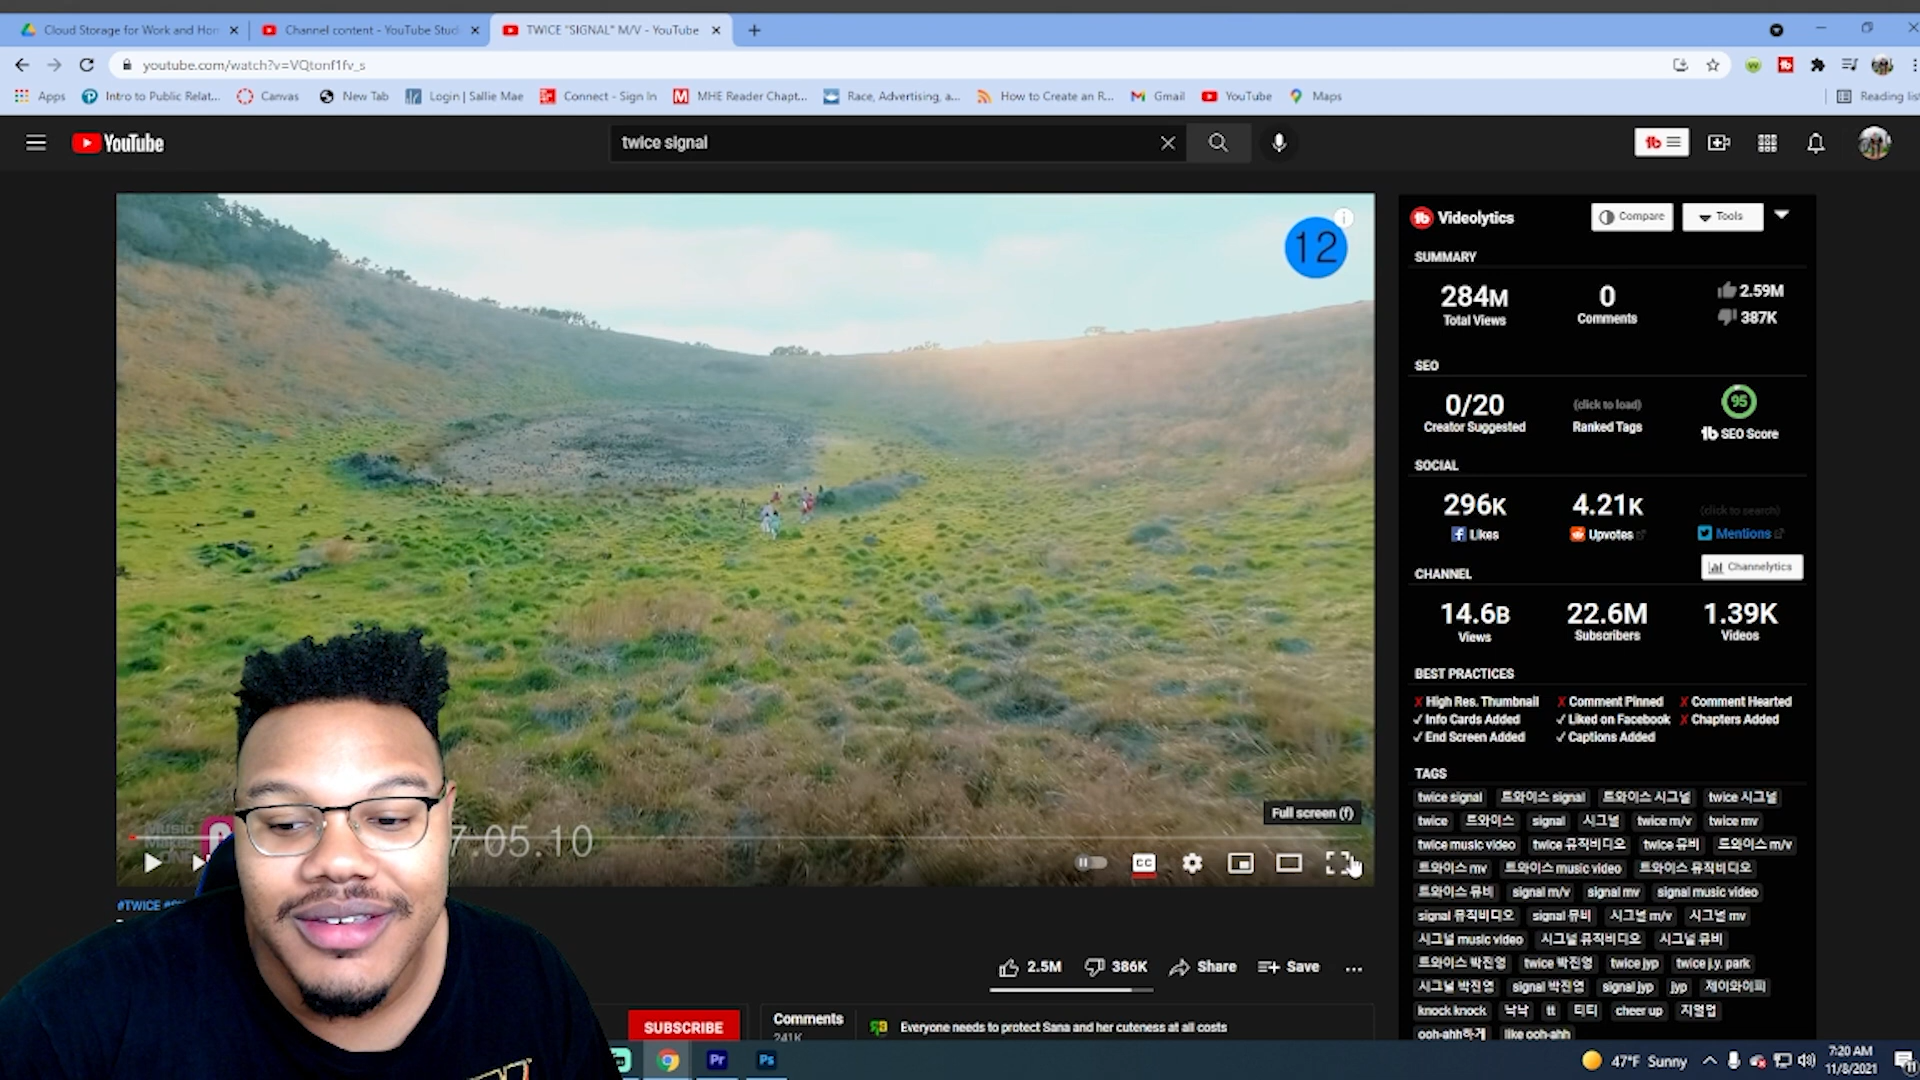 Cloud Storage for Work and Hor
Channel content - YouTube Studi
TWICE "SIGNAL" M/V - YouTube
youtube.com/watch?v=VQtonf1fv_s
Apps
Intro to Public Relat...
Canvas
New Tab
Login | Sallie Mae
Connect - Sign In
MHE Reader Chapt...
Race, Advertising, a...
How to Create an R...
Gmail
YouTube
Maps
Reading list
YouTube
twice signal
12
Full screen (f)
7.05.10
CC
#TWICE
2.5M
386K
Share
Save
SUBSCRIBE
Comments
241K
Everyone needs to protect Sana and her cuteness at all costs
Videolytics
Compare
Tools
SUMMARY
284M
0
2.59M
Total Views
Comments
387K
SEO
0/20
(click to load)
95
Creator Suggested
Ranked Tags
SEO Score
SOCIAL
296K
4.21K
(click to search)
Likes
Upvotes
Mentions
CHANNEL
Channelytics
14.6B
22.6M
1.39K
Views
Subscribers
Videos
BEST PRACTICES
✗ High Res. Thumbnail ✗ Comment Pinned ✗ Comment Hearted
✓ Info Cards Added ✓ Liked on Facebook ✗ Chapters Added
✓ End Screen Added ✓ Captions Added
TAGS
twice signal 트와이스 signal 트와이스 시그널 twice 시그널
twice 트와이스 signal 시그널 twice m/v twice mv
twice music video twice 뮤직비디오 twice 뮤비 트와이스 m/v
트와이스 mv 트와이스 music video 트와이스 뮤직비디오
트와이스 뮤비 signal m/v signal mv signal music video
signal 뮤직비디오 signal 뮤비 시그널 m/v 시그널 mv
시그널 music video 시그널 뮤직비디오 시그널 뮤비
트와이스 박진영 twice 박진영 twice jyp twice j.y. park
시그널 박진영 signal 박진영 signal jyp jyp 제이와이피
knock knock 낙낙 tt 티티 cheer up 치얼업
ooh-ahh하게 like ooh-ahh
Pr
Ps
47°F Sunny
7:20 AM
11/8/2021